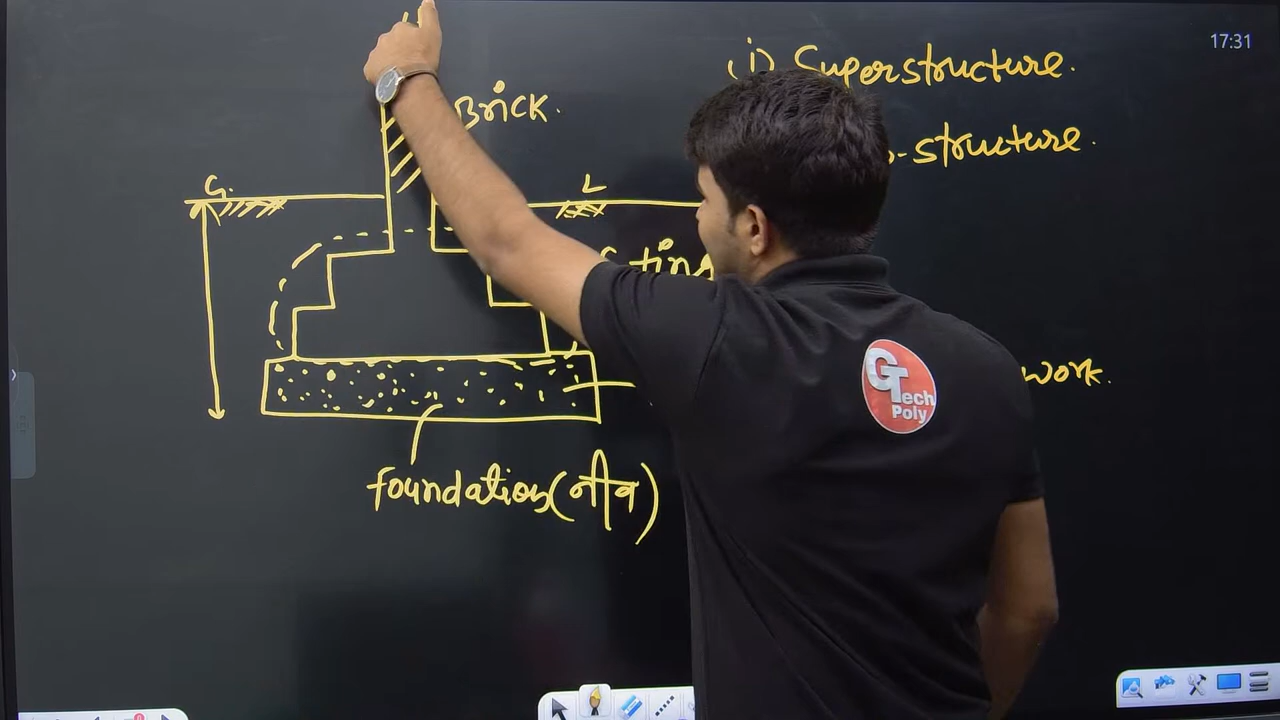 17:31
(i) Superstructure.
-structure.
Brick.
G. L
work.
foundation (नीव)
GTech
Poly